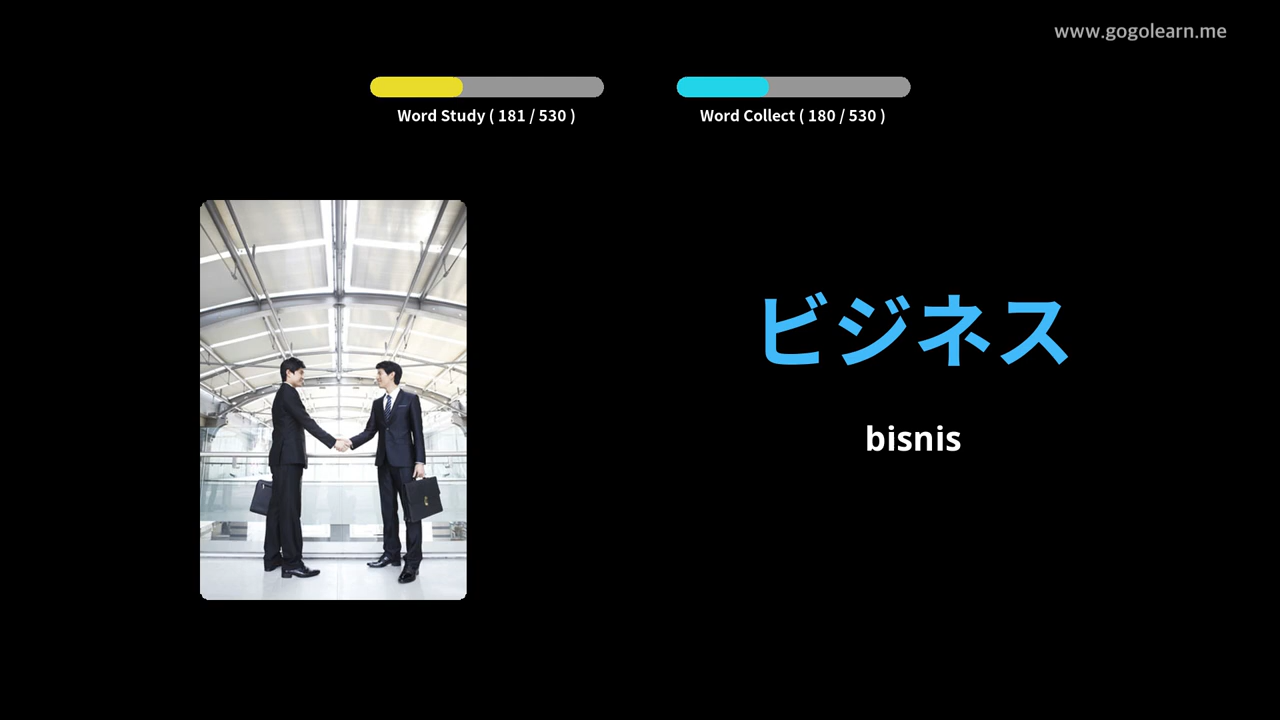 www.gogolearn.me
Word Study ( 181 / 530 )
Word Collect ( 180 / 530 )
ビジネス
bisnis